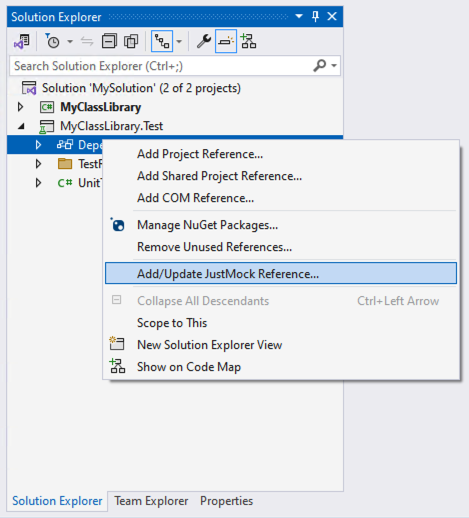 Solution Explorer
Search Solution Explorer (Ctrl+;)
Solution 'MySolution' (2 of 2 projects)
C# MyClassLibrary
MyClassLibrary.Test
Add Project Reference...
Add Shared Project Reference...
Add COM Reference...
Manage NuGet Packages...
Remove Unused References...
Add/Update JustMock Reference...
Collapse All Descendants Ctrl+Left Arrow
Scope to This
New Solution Explorer View
Show on Code Map
C#
Solution Explorer Team Explorer Properties